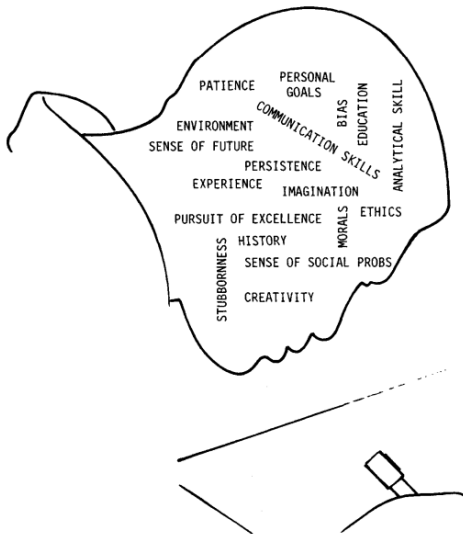 PATIENCE
PERSONAL
GOALS
BIAS
EDUCATION
ANALYTICAL SKILL
COMMUNICATION SKILLS
ENVIRONMENT
SENSE OF FUTURE
PERSISTENCE
EXPERIENCE
IMAGINATION
PURSUIT OF EXCELLENCE
MORALS
ETHICS
STUBBORNNESS
HISTORY
SENSE OF SOCIAL PROBS
CREATIVITY